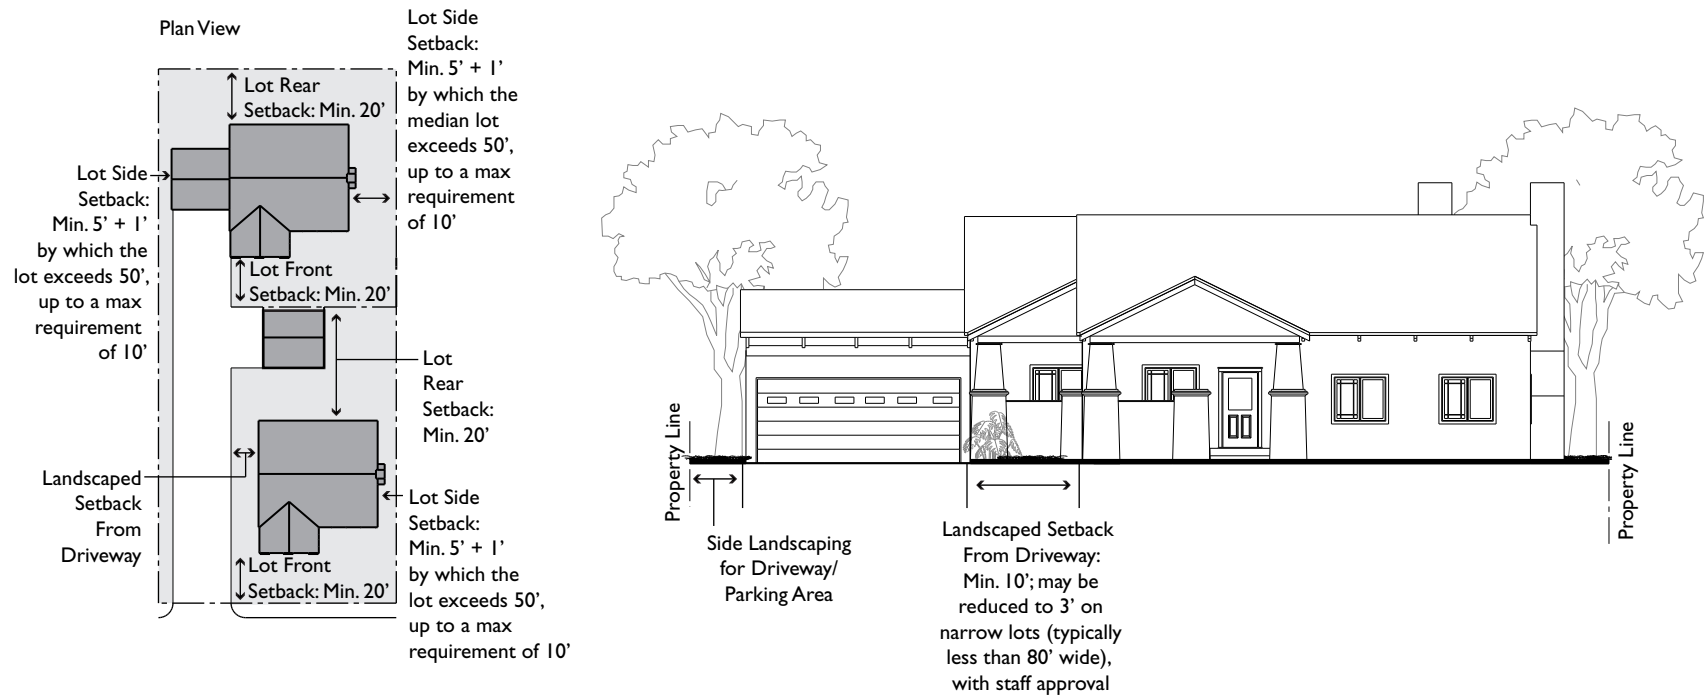 Plan View
Lot Side
Setback:
Min. 5’ + 1’
by which the
median lot
exceeds 50’,
up to a max
requirement
of 10’
Lot Rear
Setback: Min. 20’
Lot Side
Setback:
Min. 5’ + 1’
by which the
lot exceeds 50’,
up to a max
requirement
of 10’
Lot Front
Setback: Min. 20’
Lot
Rear
Setback:
Min. 20’
Landscaped
Setback
From
Driveway
Lot Side
Setback:
Min. 5’ + 1’
by which the
lot exceeds 50’,
up to a max
requirement of 10’
Lot Front
Setback: Min. 20’
Property Line
Side Landscaping
for Driveway/
Parking Area
Landscaped Setback
From Driveway:
Min. 10’; may be
reduced to 3’ on
narrow lots (typically
less than 80’ wide),
with staff approval
Property Line